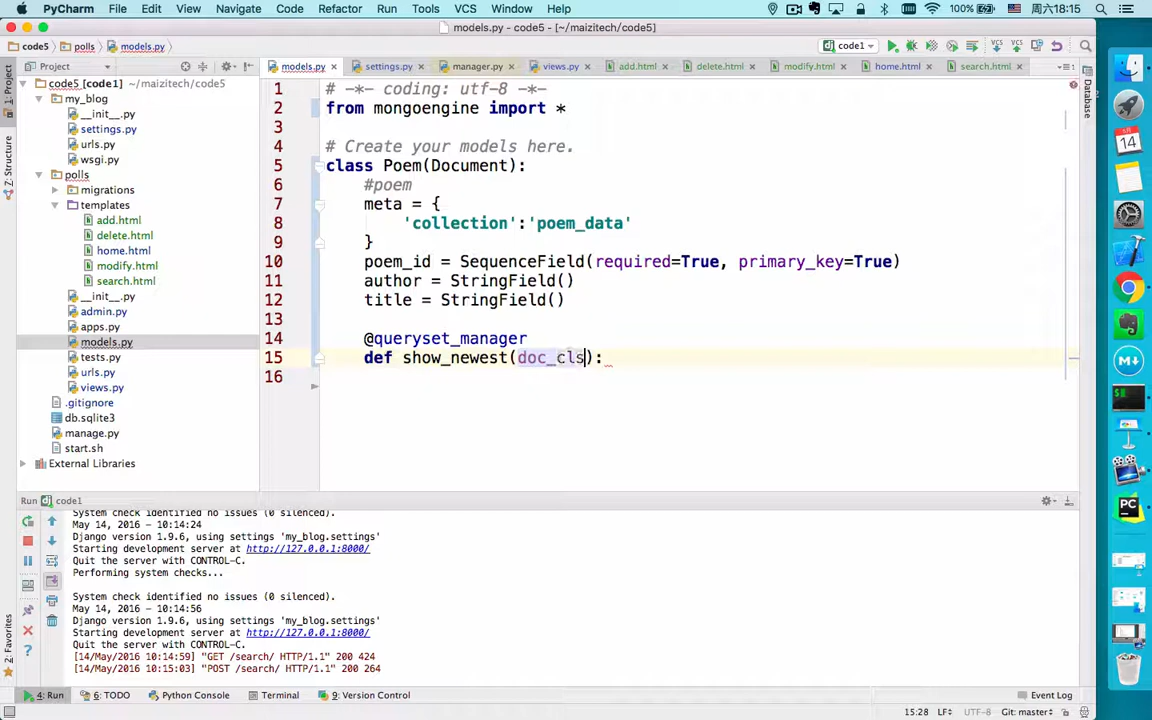 PyCharm File Edit View Navigate Code Refactor Run Tools VCS Window Help 100% 周六18:15
models.py - code5 - [~/maizitech/code5]
code5 polls models.py code1
Project models.py settings.py manager.py views.py add.html delete.html modify.html home.html search.html
1: Project
Z: Structure
2: Favorites
Database
code5 [code1] ~/maizitech/code5
my_blog
__init__.py
settings.py
urls.py
wsgi.py
polls
migrations
templates
add.html
delete.html
home.html
modify.html
search.html
__init__.py
admin.py
apps.py
models.py
tests.py
urls.py
views.py
.gitignore
db.sqlite3
manage.py
start.sh
External Libraries
1 # -*- coding: utf-8 -*-
2 from mongoengine import *
3
4 # Create your models here.
5 class Poem(Document):
6 #poem
7 meta = {
8 'collection':'poem_data'
9 }
10 poem_id = SequenceField(required=True, primary_key=True)
11 author = StringField()
12 title = StringField()
13
14 @queryset_manager
15 def show_newest(doc_cls):
16
Run code1
System check identified no issues (0 silenced).
May 14, 2016 - 10:14:24
Django version 1.9.6, using settings 'my_blog.settings'
Starting development server at http://127.0.0.1:8000/
Quit the server with CONTROL-C.
Performing system checks...
System check identified no issues (0 silenced).
May 14, 2016 - 10:14:56
Django version 1.9.6, using settings 'my_blog.settings'
Starting development server at http://127.0.0.1:8000/
Quit the server with CONTROL-C.
[14/May/2016 10:14:59] "GET /search/ HTTP/1.1" 200 424
[14/May/2016 10:15:03] "POST /search/ HTTP/1.1" 200 264
4: Run 6: TODO Python Console Terminal 9: Version Control Event Log
15:28 LF UTF-8 Git: master
14
PC